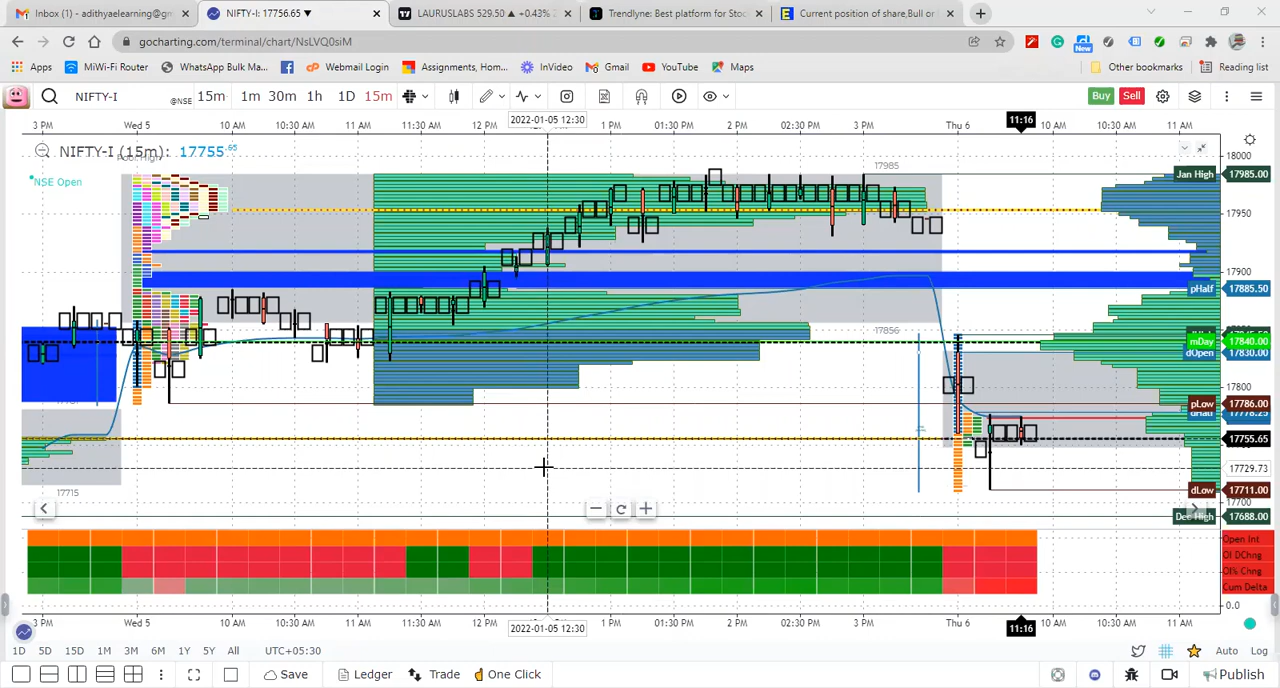 Inbox (1) - adithyaelearning@gm
NIFTY-I: 17756.65 ▼
LAURUSLABS 529.50 ▲ +0.43%
Trendlyne: Best platform for Stoc
Current position of share,Bull or
gocharting.com/terminal/chart/NsLVQ0siM
New
Apps
MiWi-Fi Router
WhatsApp Bulk Ma...
Webmail Login
Assignments, Hom...
InVideo
Gmail
YouTube
Maps
Other bookmarks
Reading list
NIFTY-I
@NSE
15m
1m
30m
1h
1D
15m
Buy
Sell
3 PM
Wed 5
10 AM
10:30 AM
11 AM
11:30 AM
12 PM
2022-01-05 12:30
1 PM
01:30 PM
2 PM
02:30 PM
3 PM
Thu 6
11:16
10 AM
10:30 AM
11 AM
NIFTY-I (15m): 17755.65
NSE Open
17985
17856
17715
18000
Jan High 17985.00
17950
17900
pHalf 17885.50
mDay 17840.00
dOpen 17830.00
17800
pLow 17786.00
17778.25
17755.65
17729.73
17700
dLow 17711.00
Dec High 17688.00
Open Int
OI DChng
OI% Chng
Cum Delta
0.0
3 PM
Wed 5
10 AM
10:30 AM
11 AM
11:30 AM
12 PM
2022-01-05 12:30
1 PM
01:30 PM
2 PM
02:30 PM
3 PM
Thu 6
11:16
10 AM
10:30 AM
11 AM
1D
5D
15D
1M
3M
6M
1Y
5Y
All
UTC+05:30
Auto
Log
Save
Ledger
Trade
One Click
Publish